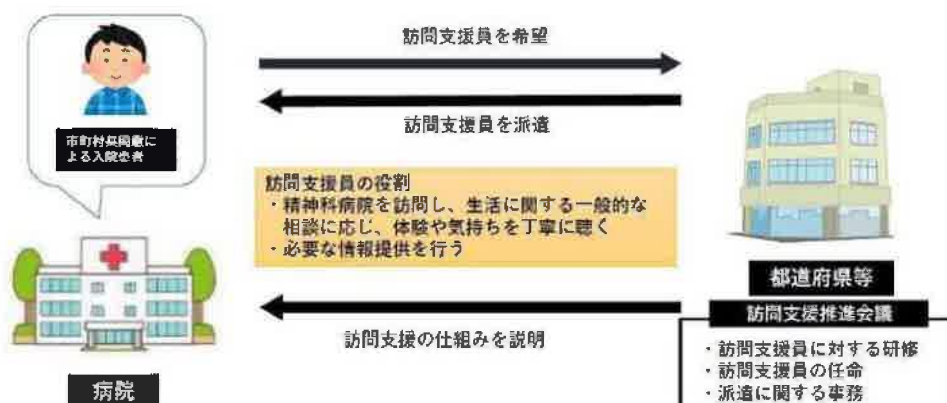 訪問支援員を希望
訪問支援員を派遣
市町村長同意に
よる入院患者
訪問支援員の役割
・精神科病院を訪問し、生活に関する一般的な
相談に応じ、体験や気持ちを丁寧に聴く
・必要な情報提供を行う
都道府県等
訪問支援推進会議
訪問支援の仕組みを説明
・訪問支援員に対する研修
・訪問支援員の任命
・派遣に関する事務
病院